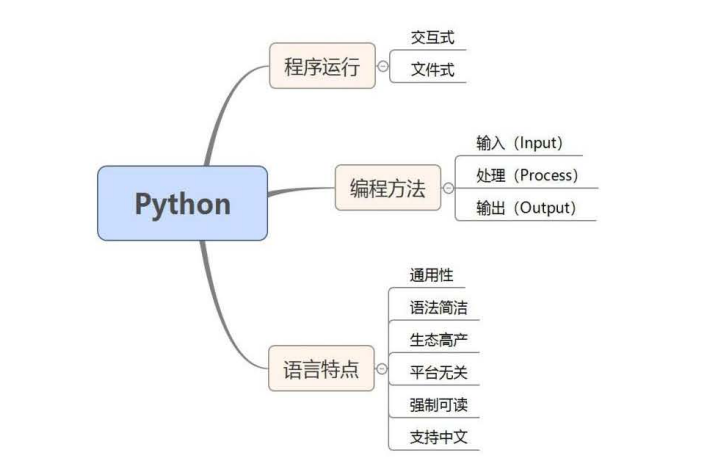 Python
程序运行
交互式
文件式
编程方法
输入（Input）
处理（Process）
输出（Output）
语言特点
通用性
语法简洁
生态高产
平台无关
强制可读
支持中文